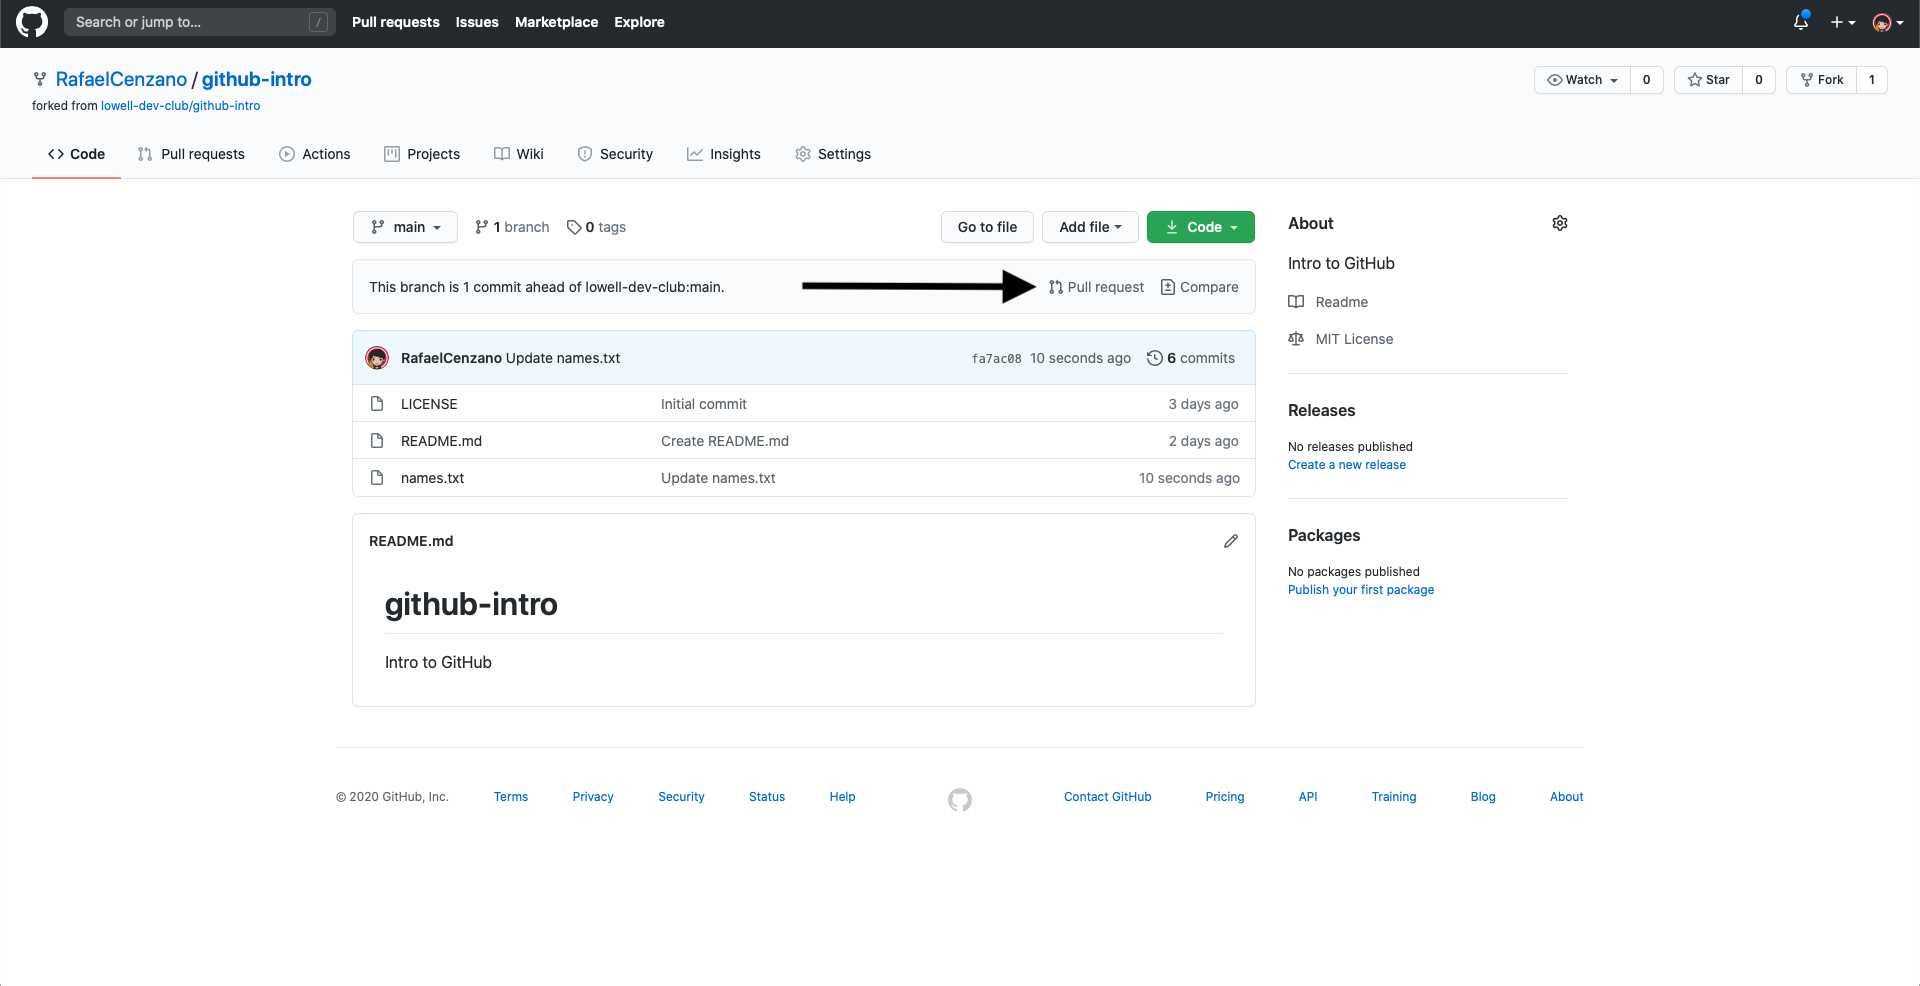 Search or jump to... / Pull requests Issues Marketplace Explore
RafaelCenzano / github-intro Watch 0 Star 0 Fork 1
forked from lowell-dev-club/github-intro
Code Pull requests Actions Projects Wiki Security Insights Settings
main 1 branch 0 tags Go to file Add file Code
This branch is 1 commit ahead of lowell-dev-club:main. Pull request Compare
RafaelCenzano Update names.txt fa7ac08 10 seconds ago 6 commits
LICENSE Initial commit 3 days ago
README.md Create README.md 2 days ago
names.txt Update names.txt 10 seconds ago
README.md
github-intro
Intro to GitHub
About
Intro to GitHub
Readme
MIT License
Releases
No releases published
Create a new release
Packages
No packages published
Publish your first package
© 2020 GitHub, Inc. Terms Privacy Security Status Help Contact GitHub Pricing API Training Blog About